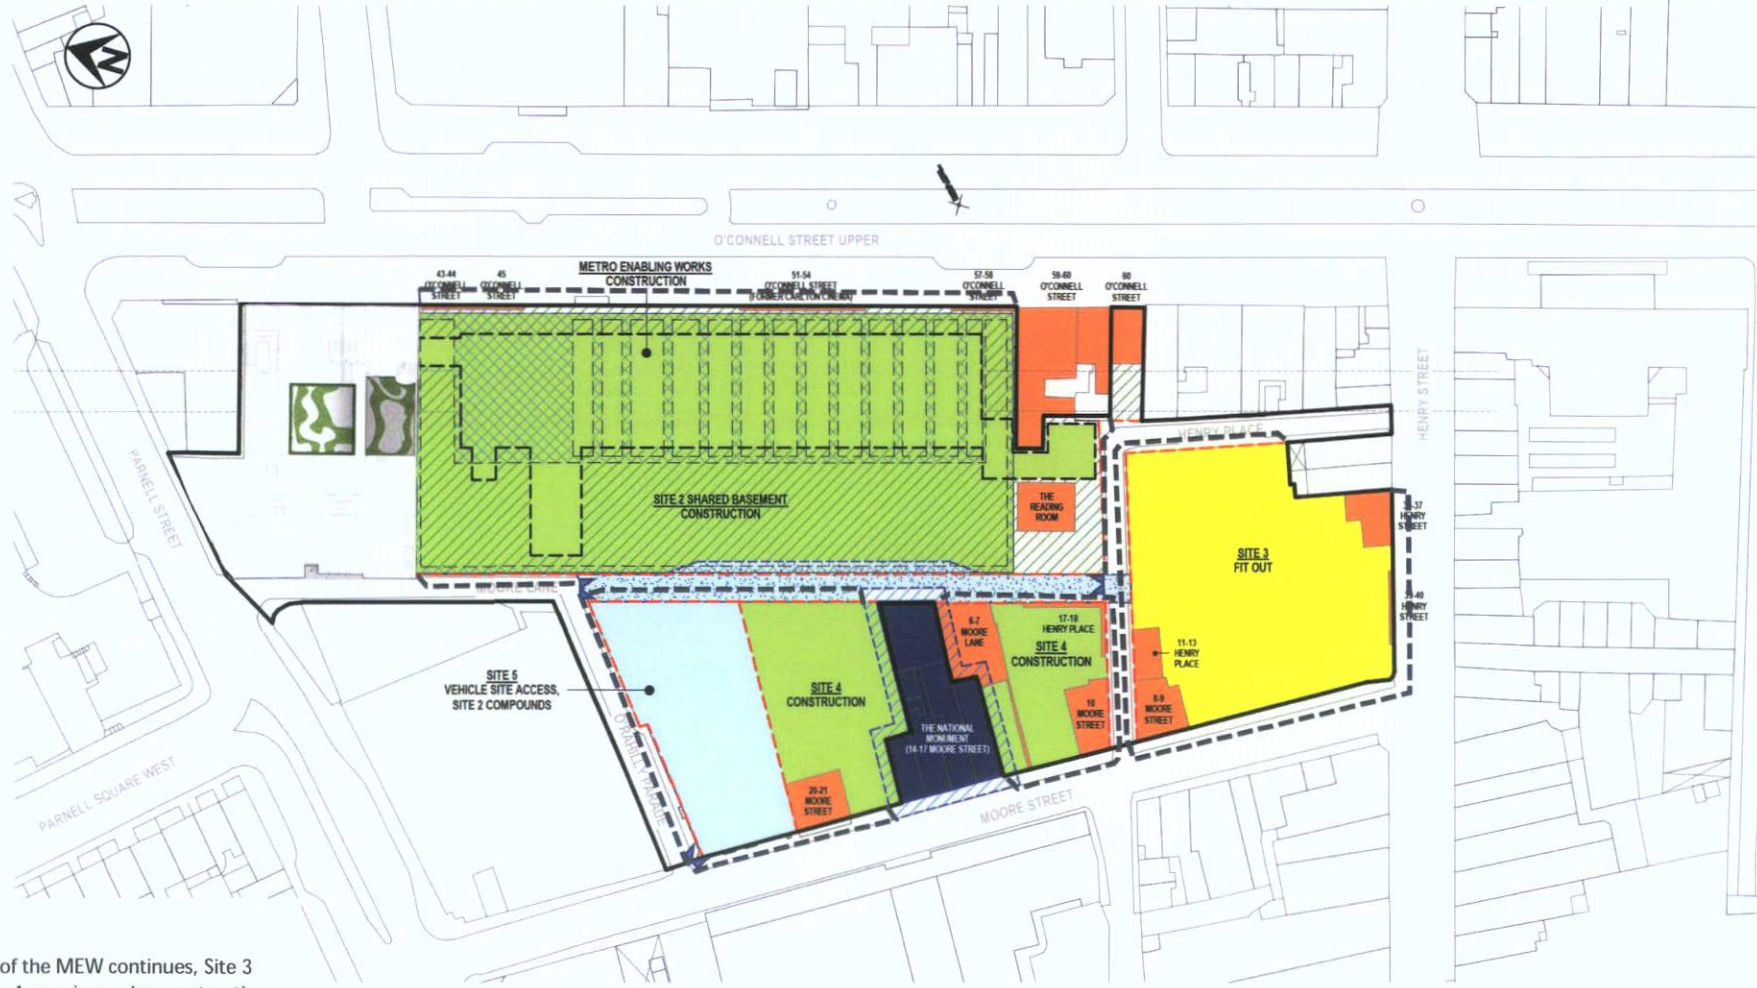 N
O'CONNELL STREET UPPER
METRO ENABLING WORKS
CONSTRUCTION
43-44
O'CONNELL
STREET
45
O'CONNELL
STREET
51-54
O'CONNELL STREET
(FORMER CARLTON CINEMA)
57-58
O'CONNELL
STREET
59-60
O'CONNELL
STREET
60
O'CONNELL
STREET
HENRY PLACE
HENRY STREET
PARNELL STREET
SITE 2 SHARED BASEMENT
CONSTRUCTION
THE
READING
ROOM
HENRY
STREET
SITE 3
FIT OUT
HENRY
STREET
MOORE LANE
6-7
MOORE
LANE
17-18
HENRY PLACE
SITE 4
CONSTRUCTION
11-13
HENRY
PLACE
SITE 5
VEHICLE SITE ACCESS,
SITE 2 COMPOUNDS
SITE 4
CONSTRUCTION
10
MOORE
STREET
8-9
MOORE
STREET
THE NATIONAL
MONUMENT
(14-17 MOORE STREET)
O'RAHILLY PARADE
20-21
MOORE
STREET
MOORE STREET
PARNELL SQUARE WEST
of the MEW continues, Site 3